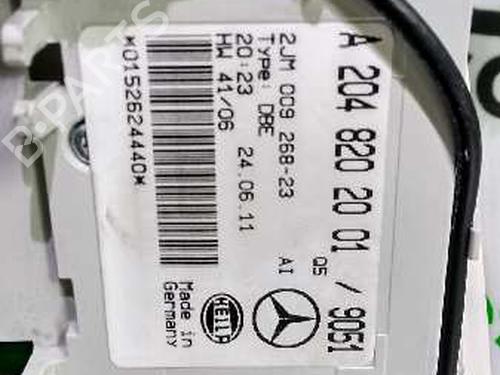 A 204 820 20 01 / 9051
Q5
2JM 009 268-23
AI
Type: DBE
20:23 24.06.11
HW 41/06
*0152624440*
HELLA
Made in
Germany
B-PARTS